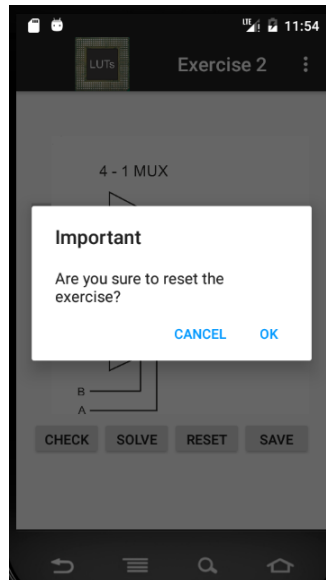 LTE 11:54
LUTs Exercise 2
4 - 1 MUX
Important
Are you sure to reset the
exercise?
CANCEL OK
B
A
CHECK SOLVE RESET SAVE